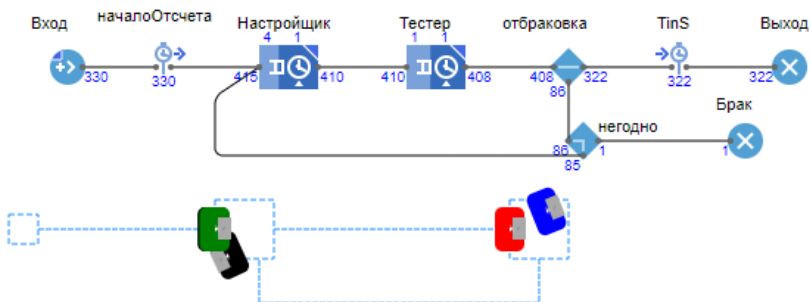 Вход
началоОтсчета
Настройщик
Тестер
отбраковка
TinS
Выход
4 1
1 1
330
330
415
410
410
408
408
322
322
322
86
Брак
негодно
86
1
1
85